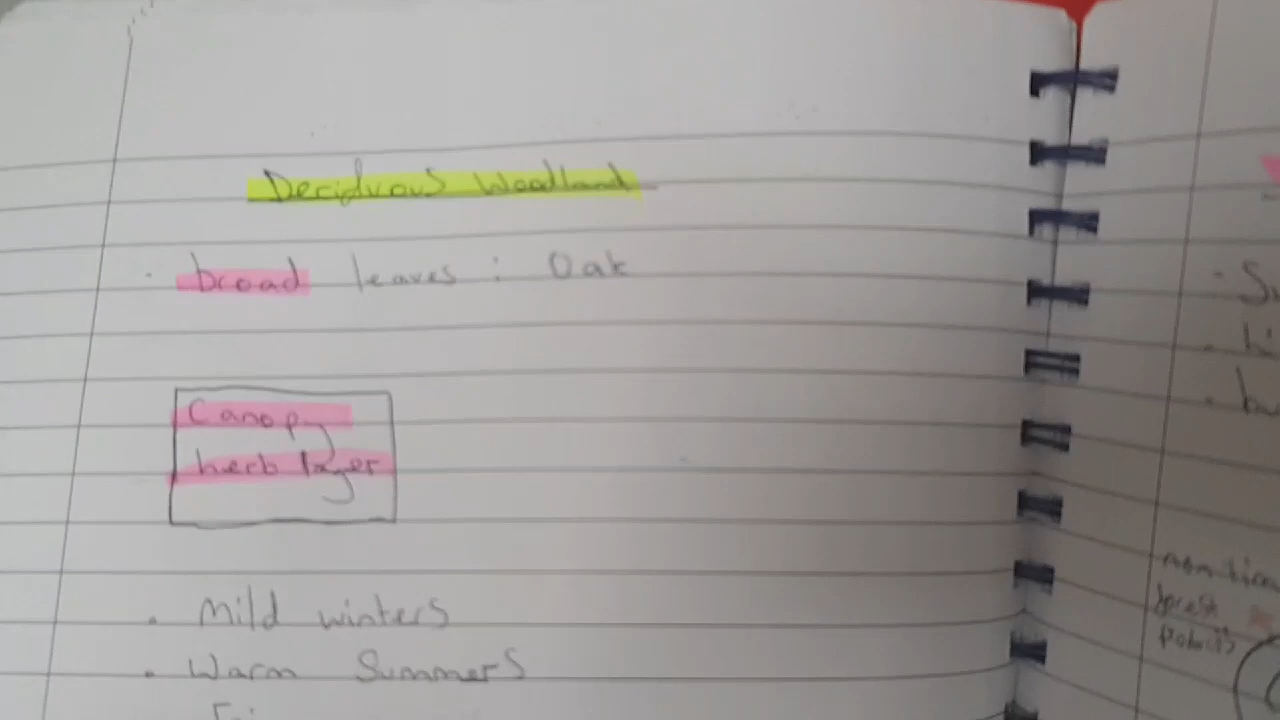 Deciduous Woodland
· broad leaves : Oak
Canopy
herb layer
· Mild winters
· Warm Summers